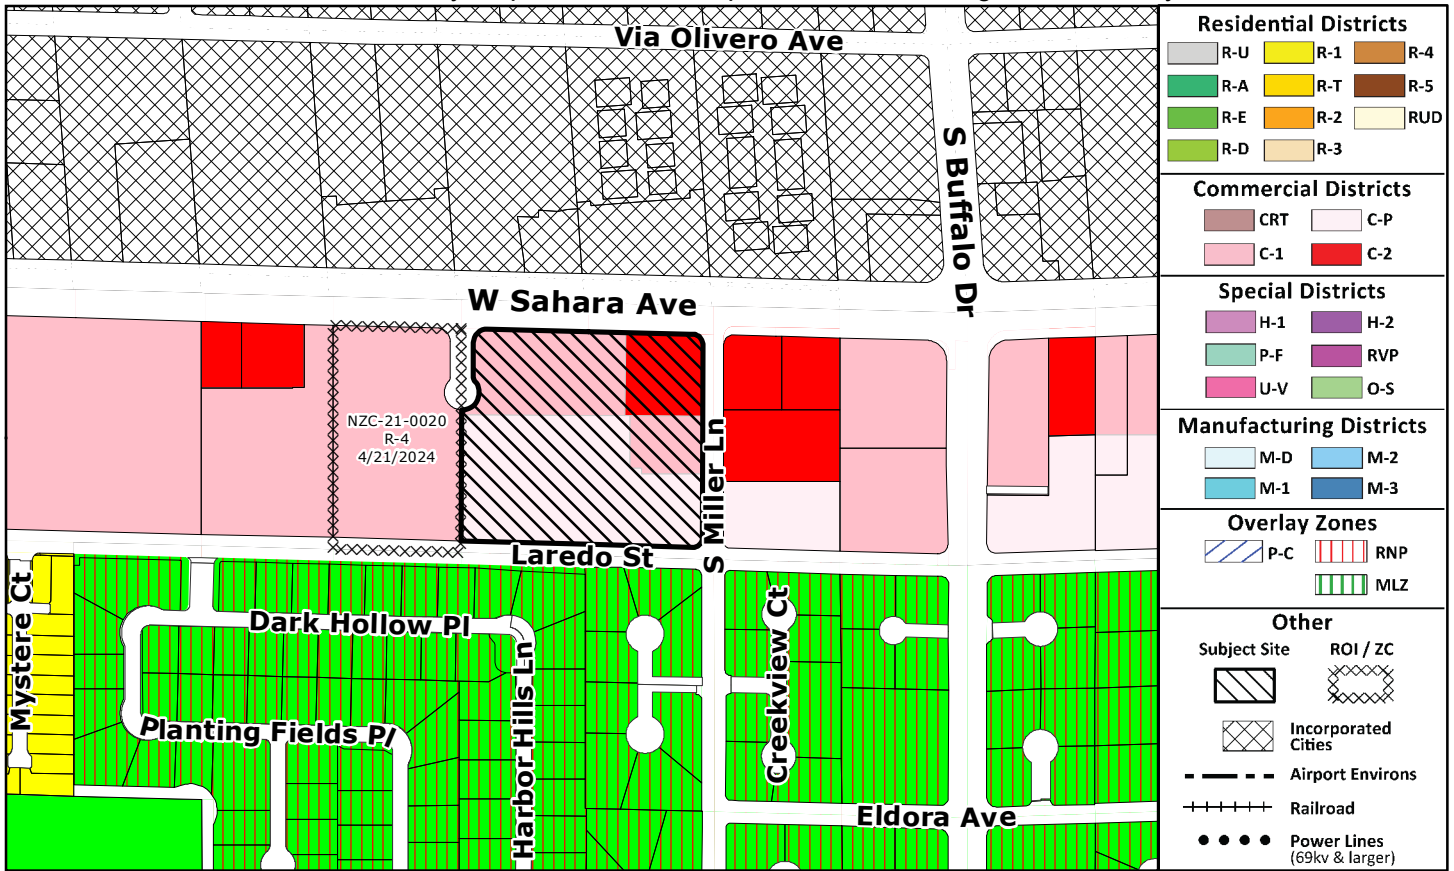 Via Olivero Ave
S Buffalo Dr
W Sahara Ave
NZC-21-0020
R-4
4/21/2024
S Miller Ln
Laredo St
Mystere Ct
Dark Hollow Pl
Harbor Hills Ln
Creekview Ct
Planting Fields Pl
Eldora Ave
Residential Districts
R-U R-1 R-4
R-A R-T R-5
R-E R-2 RUD
R-D R-3
Commercial Districts
CRT C-P
C-1 C-2
Special Districts
H-1 H-2
P-F RVP
U-V O-S
Manufacturing Districts
M-D M-2
M-1 M-3
Overlay Zones
P-C RNP
MLZ
Other
Subject Site ROI / ZC
Incorporated
Cities
Airport Environs
Railroad
Power Lines
(69kv & larger)